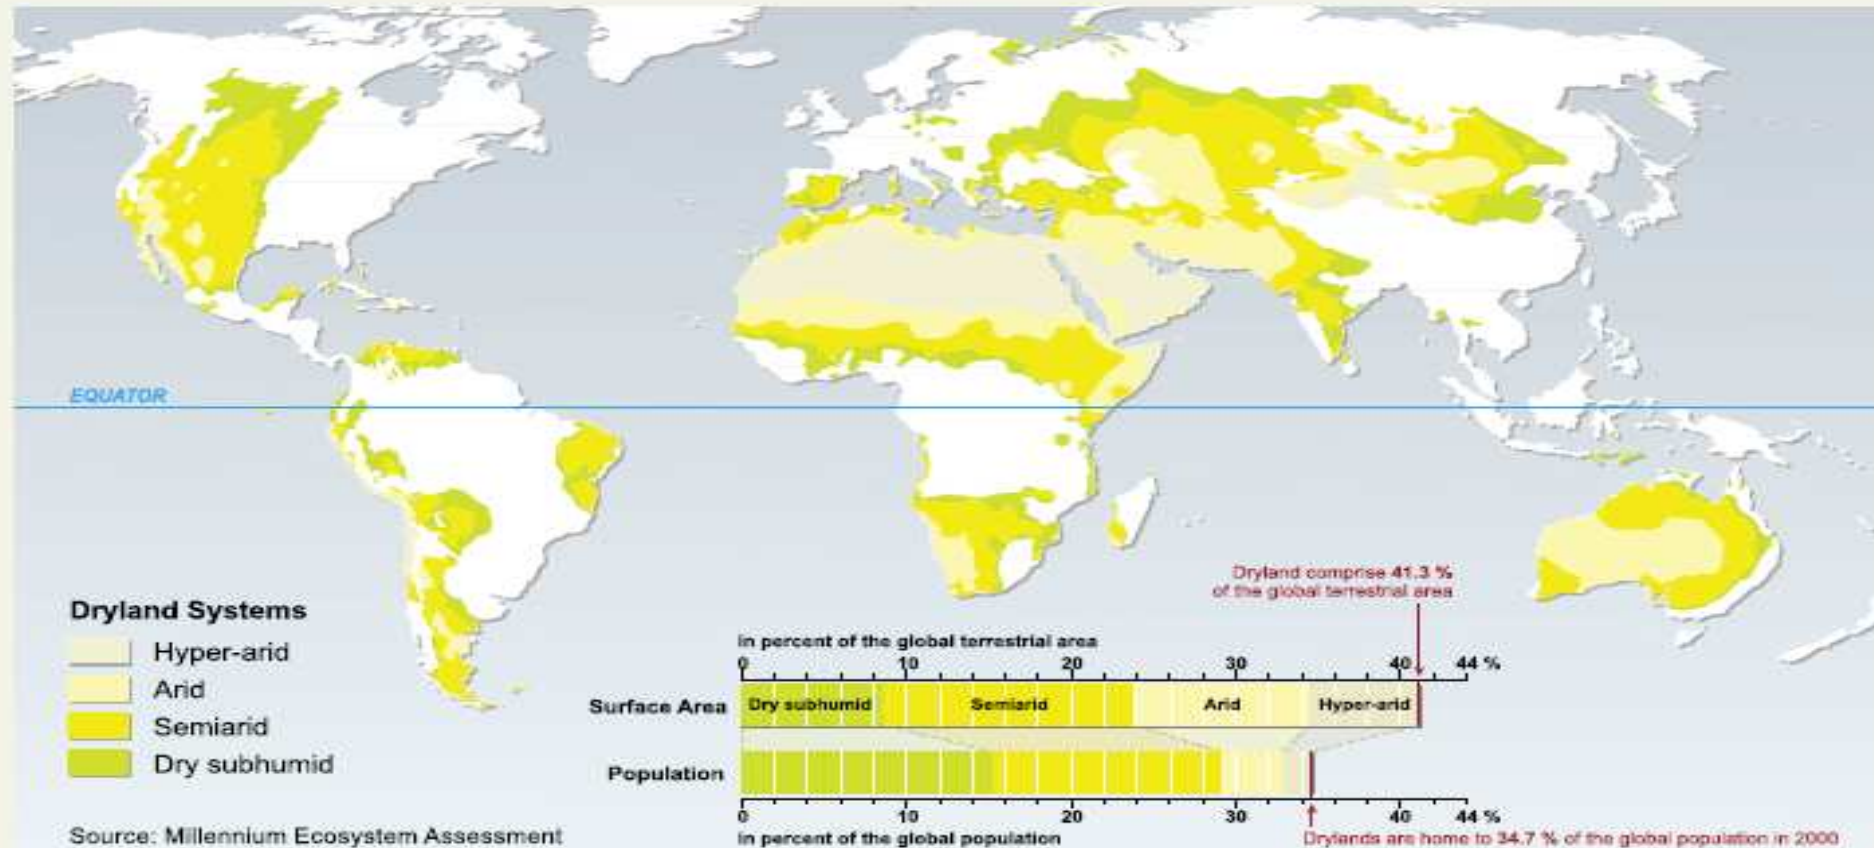 EQUATOR
Dryland Systems
Hyper-arid
Arid
Semiarid
Dry subhumid
Source: Millennium Ecosystem Assessment
Dryland comprise 41.3 %
of the global terrestrial area
In percent of the global terrestrial area
0 10 20 30 40 44 %
Surface Area Dry subhumid Semiarid Arid Hyper-arid
Population
0 10 20 30 40 44 %
In percent of the global population
Drylands are home to 34.7 % of the global population in 2000